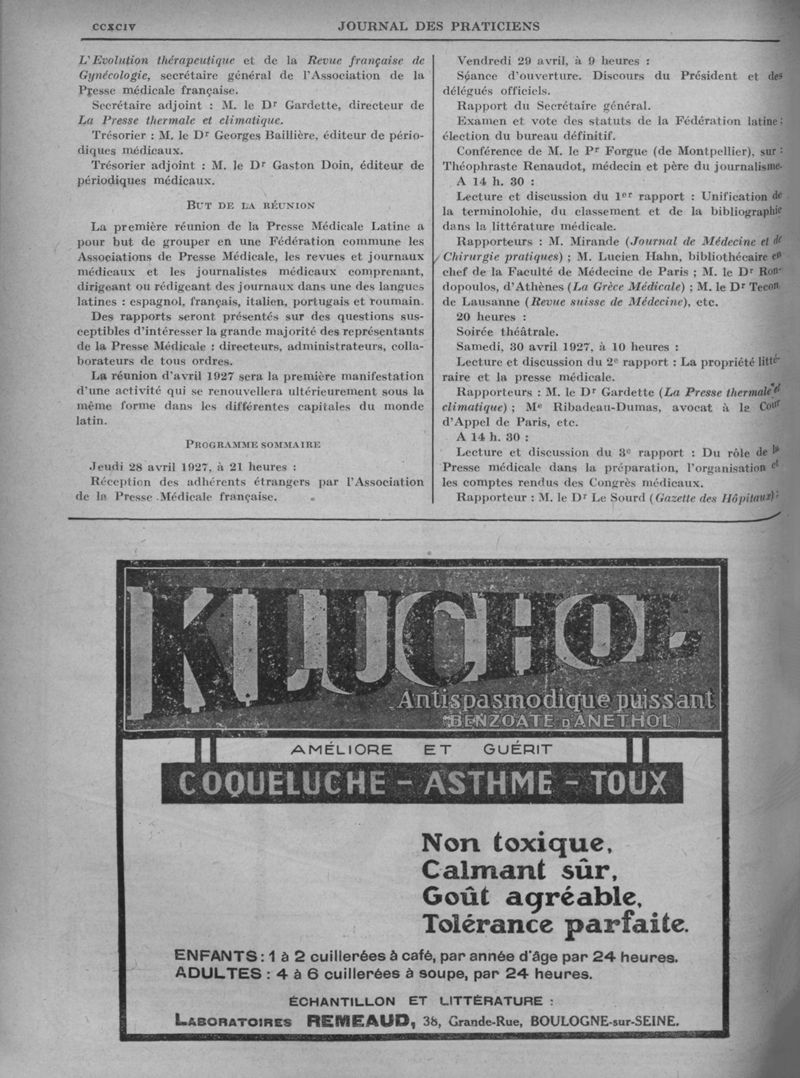 CCXCIV
JOURNAL DES PRATICIENS
L'Evolution thérapeutique et de la Revue française de
Gynécologie, secrétaire général de l'Association de la
Presse médicale française.
Secrétaire adjoint : M. le Dr Gardette, directeur de
La Presse thermale et climatique.
Trésorier : M. le Dr Georges Baillière, éditeur de pério-
diques médicaux.
Trésorier adjoint : M. le Dr Gaston Doin, éditeur de
périodiques médicaux.
BUT DE LA RÉUNION
La première réunion de la Presse Médicale Latine a
pour but de grouper en une Fédération commune les
Associations de Presse Médicale, les revues et journaux
médicaux et les journalistes médicaux comprenant,
dirigeant ou rédigeant des journaux dans une des langues
latines : espagnol, français, italien, portugais et roumain.
Des rapports seront présentés sur des questions sus-
ceptibles d'intéresser la grande majorité des représentants
de la Presse Médicale : directeurs, administrateurs, colla-
borateurs de tous ordres.
La réunion d'avril 1927 sera la première manifestation
d'une activité qui se renouvellera ultérieurement sous la
même forme dans les différentes capitales du monde
latin.
PROGRAMME SOMMAIRE
Jeudi 28 avril 1927, à 21 heures :
Réception des adhérents étrangers par l'Association
de la Presse Médicale française.
Vendredi 29 avril, à 9 heures :
Séance d'ouverture. Discours du Président et des
délégués officiels.
Rapport du Secrétaire général.
Examen et vote des statuts de la Fédération latine ;
élection du bureau définitif.
Conférence de M. le Pr Forgue (de Montpellier), sur :
Théophraste Renaudot, médecin et père du journalisme.
A 14 h. 30 :
Lecture et discussion du 1er rapport : Unification de
la terminolohie, du classement et de la bibliographie
dans la littérature médicale.
Rapporteurs : M. Mirande (Journal de Médecine et de
Chirurgie pratiques) ; M. Lucien Hahn, bibliothécaire en
chef de la Faculté de Médecine de Paris ; M. le Dr Ron-
dopoulos, d'Athènes (La Grèce Médicale) ; M. le Dr Tecon
de Lausanne (Revue suisse de Médecine), etc.
20 heures :
Soirée théâtrale.
Samedi, 30 avril 1927, à 10 heures :
Lecture et discussion du 2e rapport : La propriété litté-
raire et la presse médicale.
Rapporteurs : M. le Dr Gardette (La Presse thermale et
climatique) ; Me Ribadeau-Dumas, avocat à la Cour
d'Appel de Paris, etc.
A 14 h. 30 :
Lecture et discussion du 3e rapport : Du rôle de la
Presse médicale dans la préparation, l'organisation et
les comptes rendus des Congrès médicaux.
Rapporteur : M. le Dr Le Sourd (Gazette des Hôpitaux) ;
KLUCHOL
Antispasmodique puissant
(BENZOATE D'ANETHOL)
AMÉLIORE ET GUÉRIT
COQUELUCHE - ASTHME - TOUX
Non toxique,
Calmant sûr,
Goût agréable,
Tolérance parfaite.
ENFANTS : 1 à 2 cuillerées à café, par année d'âge par 24 heures.
ADULTES : 4 à 6 cuillerées à soupe, par 24 heures.
ÉCHANTILLON ET LITTÉRATURE :
LABORATOIRES REMEAUD, 38, Grande-Rue, BOULOGNE-sur-SEINE.